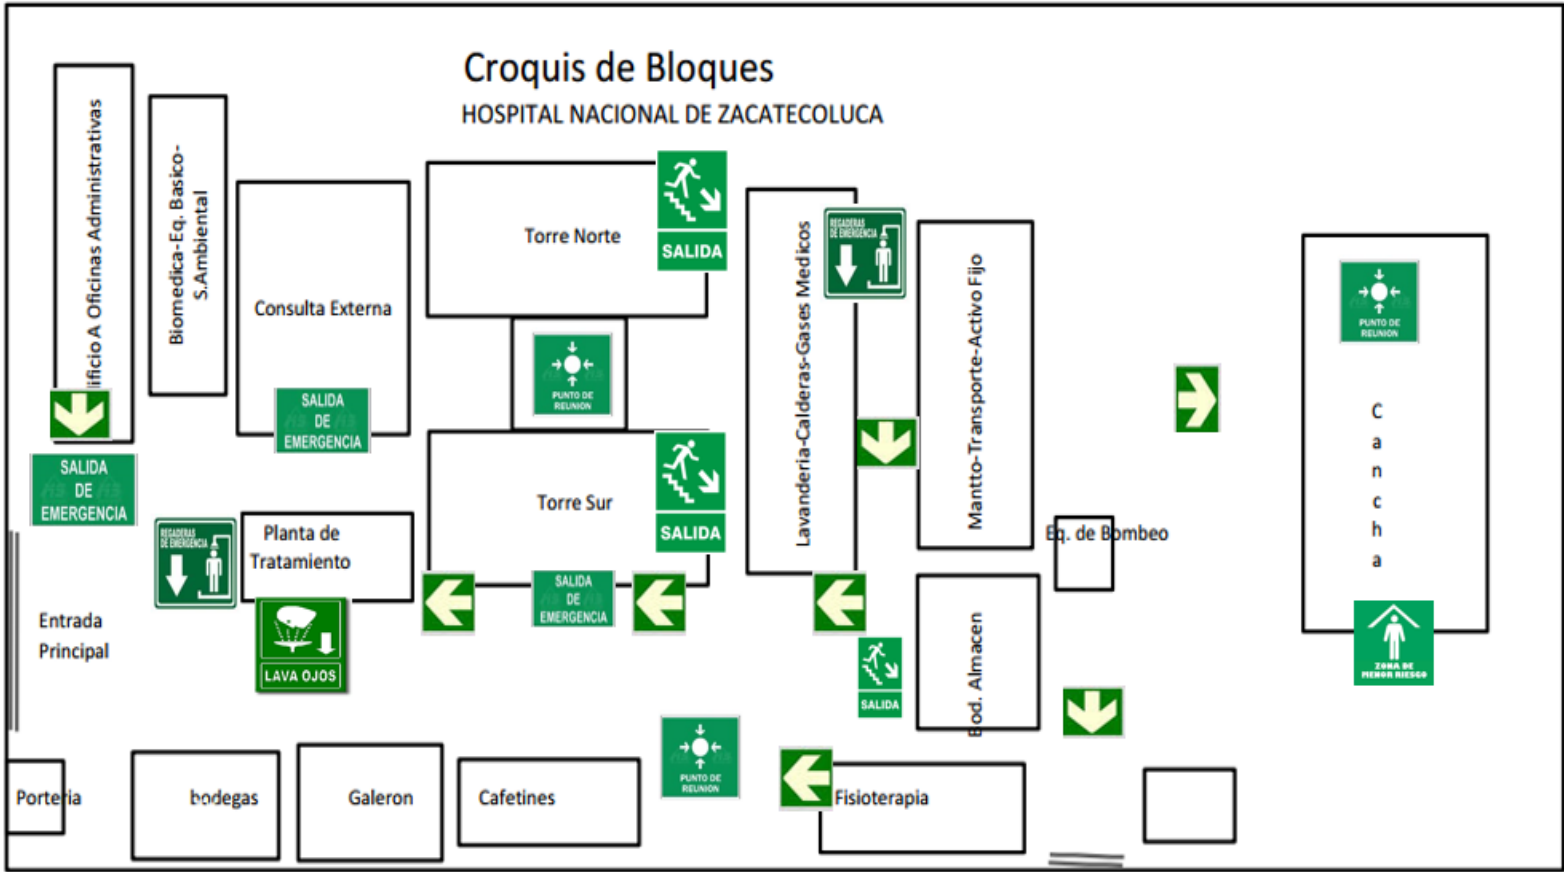 Croquis de Bloques
HOSPITAL NACIONAL DE ZACATECOLUCA
ificio A Oficinas Administrativas
Biomedica-Eq. Basico-
S.Ambiental
Consulta Externa
Torre Norte
SALIDA
PUNTO DE
REUNION
Torre Sur
SALIDA
SALIDA
DE
EMERGENCIA
SALIDA
DE
EMERGENCIA
SALIDA
DE
EMERGENCIA
Lavanderia-Calderas-Gases Medicos
REGADERAS
DE EMERGENCIA
Mantto-Transporte-Activo Fijo
Eq. de Bombeo
PUNTO DE
REUNION
C
a
n
c
h
a
ZONA DE
MENOR RIESGO
REGADERAS
DE EMERGENCIA
Planta de
Tratamiento
LAVA OJOS
Entrada
Principal
SALIDA
Bod. Almacen
PUNTO DE
REUNION
Porteria
bodegas
Galeron
Cafetines
Fisioterapia